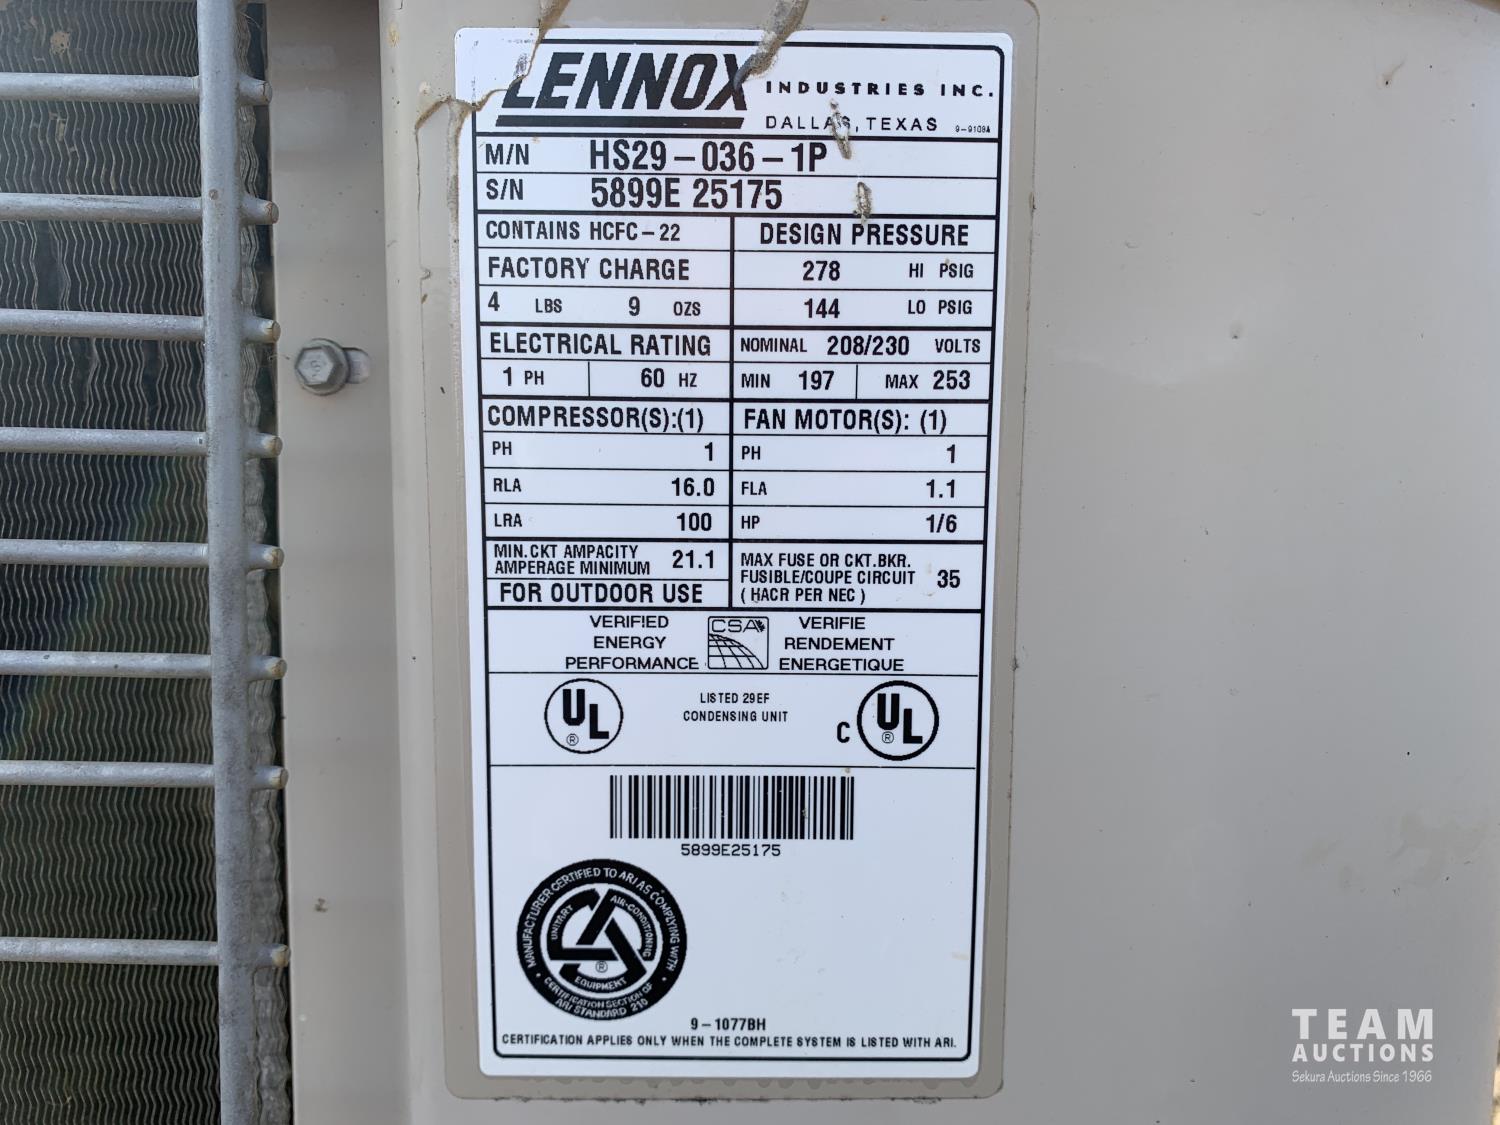 LENNOX INDUSTRIES INC.
DALLAS, TEXAS 9-9108A
M/N HS29-036-1P
S/N 5899E 25175
CONTAINS HCFC-22
DESIGN PRESSURE
FACTORY CHARGE
278 HI PSIG
4 LBS 9 OZS
144 LO PSIG
ELECTRICAL RATING
NOMINAL 208/230 VOLTS
1 PH 60 HZ
MIN 197 MAX 253
COMPRESSOR(S):(1)
FAN MOTOR(S): (1)
PH 1
PH 1
RLA 16.0
FLA 1.1
LRA 100
HP 1/6
MIN.CKT AMPACITY
AMPERAGE MINIMUM 21.1
MAX FUSE OR CKT.BKR.
FUSIBLE/COUPE CIRCUIT 35
(HACR PER NEC)
FOR OUTDOOR USE
VERIFIED
ENERGY
PERFORMANCE
CSA
VERIFIE
RENDEMENT
ENERGETIQUE
UL
®
LISTED 29EF
CONDENSING UNIT
C UL
®
5899E25175
MANUFACTURER CERTIFIED TO ARI AS COMPLYING WITH
CERTIFICATION SECTION OF
ARI STANDARD 210
UNITARY
AIR-CONDITIONING
EQUIPMENT
®
9-1077BH
CERTIFICATION APPLIES ONLY WHEN THE COMPLETE SYSTEM IS LISTED WITH ARI.
TEAM
AUCTIONS
Sekura Auctions Since 1966